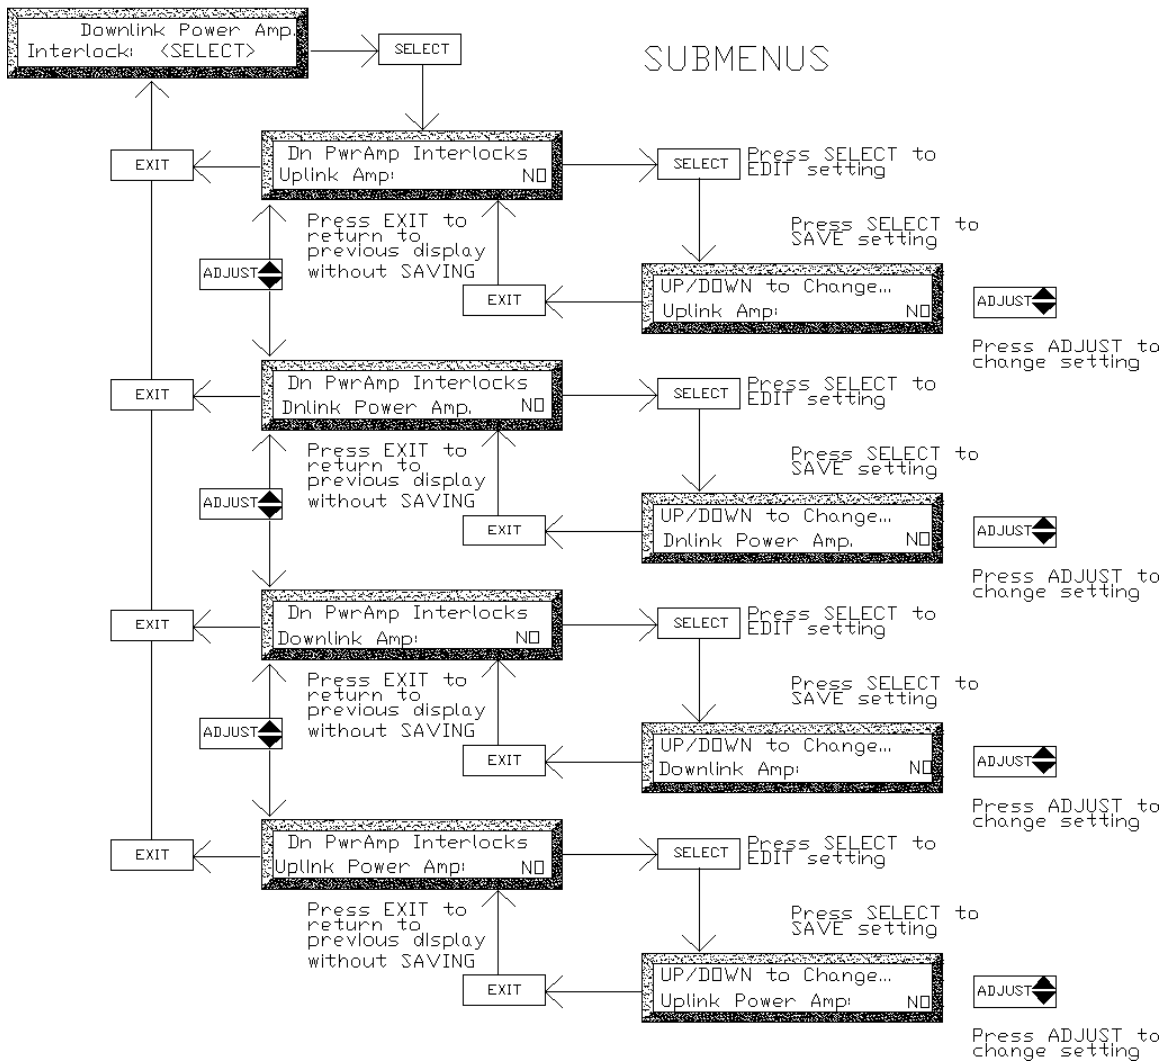 Downlink Power Amp.
Interlock: <SELECT>
SELECT
SUBMENUS
EXIT
Dn PwrAmp Interlocks
Uplink Amp: NO
SELECT
Press SELECT to
EDIT setting
Press EXIT to
return to
previous display
without SAVING
ADJUST
Press SELECT to
SAVE setting
EXIT
UP/DOWN to Change...
Uplink Amp: NO
ADJUST
Press ADJUST to
change setting
EXIT
Dn PwrAmp Interlocks
Dnlink Power Amp. NO
SELECT
Press SELECT to
EDIT setting
Press EXIT to
return to
previous display
without SAVING
ADJUST
Press SELECT to
SAVE setting
EXIT
UP/DOWN to Change...
Dnlink Power Amp. NO
ADJUST
Press ADJUST to
change setting
EXIT
Dn PwrAmp Interlocks
Downlink Amp: NO
SELECT
Press SELECT to
EDIT setting
Press EXIT to
return to
previous display
without SAVING
ADJUST
Press SELECT to
SAVE setting
EXIT
UP/DOWN to Change...
Downlink Amp: NO
ADJUST
Press ADJUST to
change setting
EXIT
Dn PwrAmp Interlocks
Uplink Power Amp: NO
SELECT
Press SELECT to
EDIT setting
Press EXIT to
return to
previous display
without SAVING
Press SELECT to
SAVE setting
EXIT
UP/DOWN to Change...
Uplink Power Amp: NO
ADJUST
Press ADJUST to
change setting